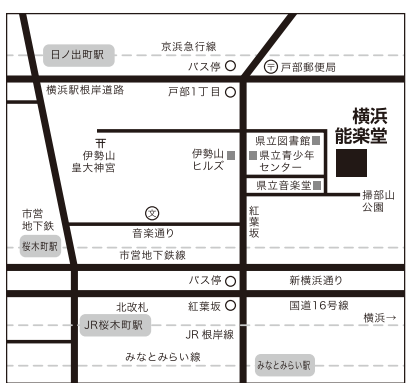 京浜急行線
日ノ出町駅
バス停
〒戸部郵便局
横浜駅根岸道路
戸部1丁目
横浜
能楽堂
県立図書館
伊勢山
皇大神宮
伊勢山
ヒルズ
県立青少年
センター
県立音楽堂
掃部山
公園
市営
地下鉄
桜木町駅
文
音楽通り
紅葉坂
市営地下鉄線
バス停
新横浜通り
北改札
紅葉坂
国道16号線
横浜→
JR桜木町駅
JR根岸線
みなとみらい線
みなとみらい駅